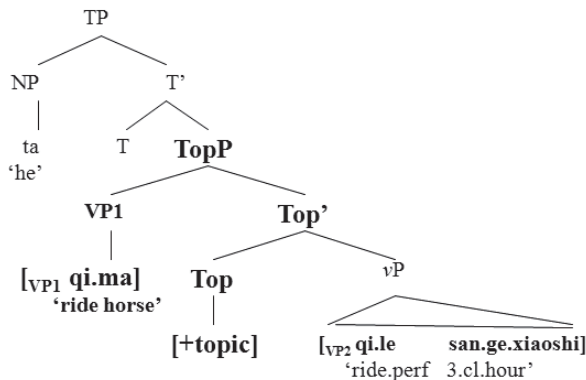 TP
NP T'
ta T TopP
'he'
VP1 Top'
[VP1 qi.ma] Top vP
'ride horse'
[+topic] [VP2 qi.le san.ge.xiaoshi]
'ride.perf 3.cl.hour'